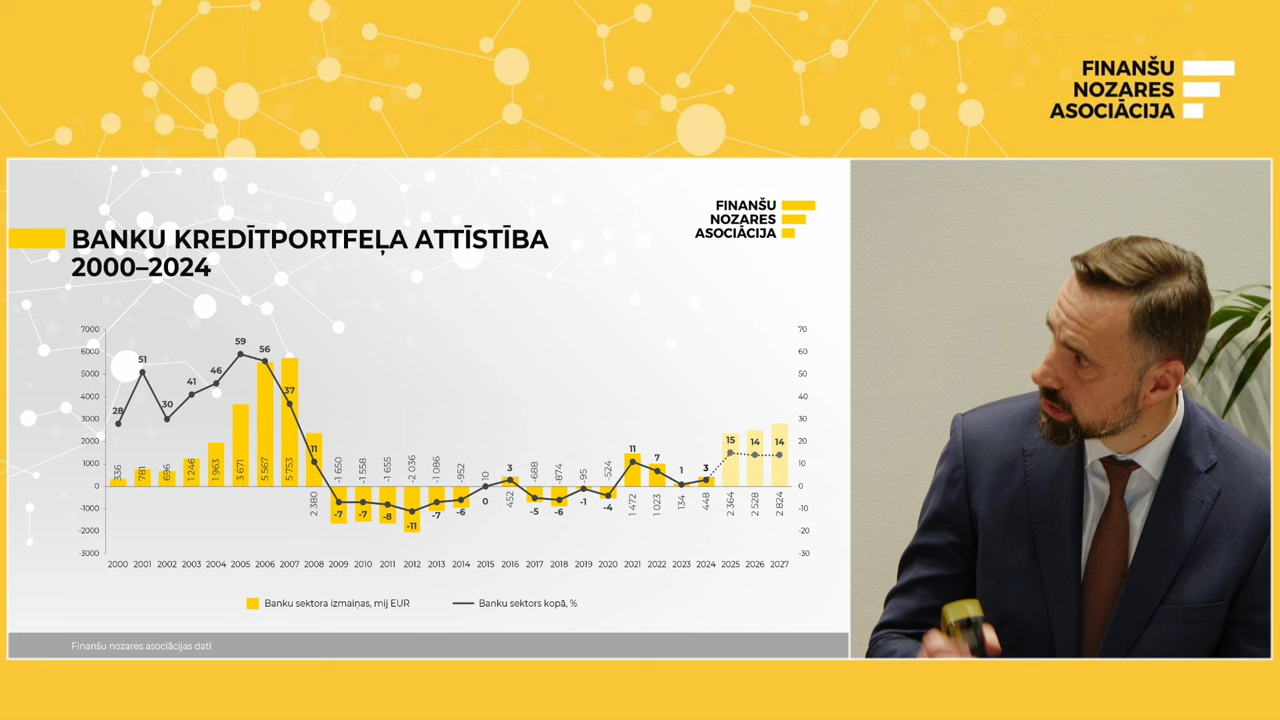 FINANŠU
NOZARES
ASOCIĀCIJA
FINANŠU
NOZARES
ASOCIĀCIJA
BANKU KREDĪTPORTFEĻA ATTĪSTĪBA
2000–2024
7000
6000
5000
4000
3000
2000
1000
0
-1000
-2000
-3000
70
60
50
40
30
20
10
0
-10
-20
-30
28 51 30 41 46 59 56 37 11 -7 -7 -8 -11 -7 -6 0 3 -5 -6 -1 -4 11 7 1 3 15 14 14
336 781 696 1 246 1 963 3 671 5 567 5 753 2 380 -1 650 -1 558 -1 655 -2 036 -1 086 -952 10 452 -688 -874 -95 -524 1 472 1 023 134 448 2 364 2 528 2 824
2000 2001 2002 2003 2004 2005 2006 2007 2008 2009 2010 2011 2012 2013 2014 2015 2016 2017 2018 2019 2020 2021 2022 2023 2024 2025 2026 2027
Banku sektora izmaiņas, milj EUR Banku sektors kopā, %
Finanšu nozares asociācijas dati